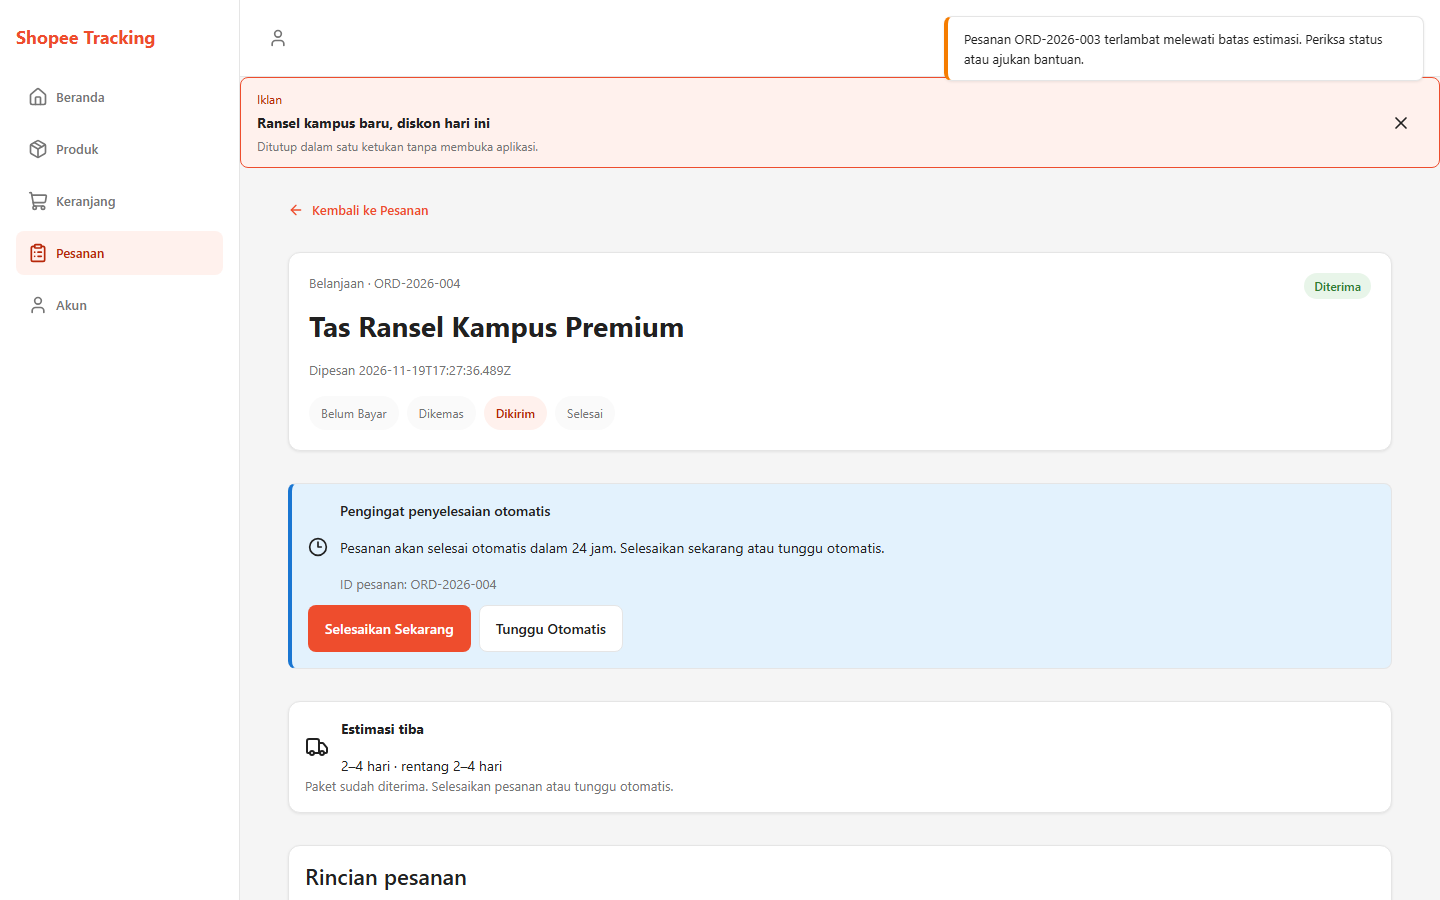 Shopee Tracking
Beranda
Produk
Keranjang
Pesanan
Akun
Pesanan ORD-2026-003 terlambat melewati batas estimasi. Periksa status
atau ajukan bantuan.
Iklan
Ransel kampus baru, diskon hari ini
Ditutup dalam satu ketukan tanpa membuka aplikasi.
Kembali ke Pesanan
Belanjaan · ORD-2026-004
Diterima
Tas Ransel Kampus Premium
Dipesan 2026-11-19T17:27:36.489Z
Belum Bayar
Dikemas
Dikirim
Selesai
Pengingat penyelesaian otomatis
Pesanan akan selesai otomatis dalam 24 jam. Selesaikan sekarang atau tunggu otomatis.
ID pesanan: ORD-2026-004
Selesaikan Sekarang
Tunggu Otomatis
Estimasi tiba
2–4 hari · rentang 2–4 hari
Paket sudah diterima. Selesaikan pesanan atau tunggu otomatis.
Rincian pesanan